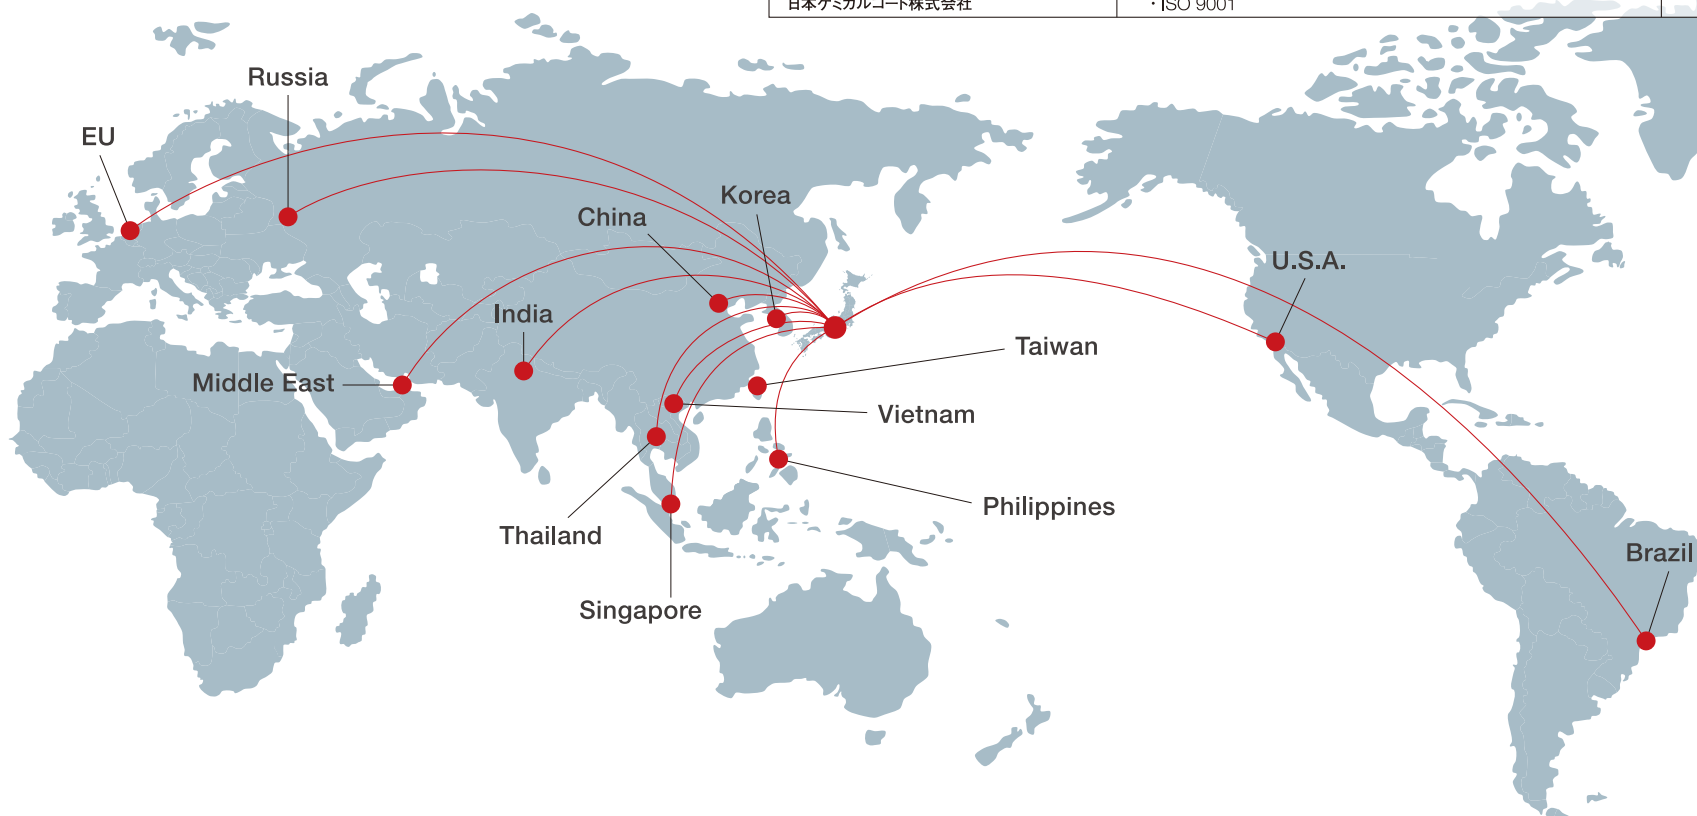 日本ケミカルコート株式会社
・ISO 9001
Russia
EU
Korea
China
U.S.A.
India
Taiwan
Middle East
Vietnam
Philippines
Thailand
Brazil
Singapore